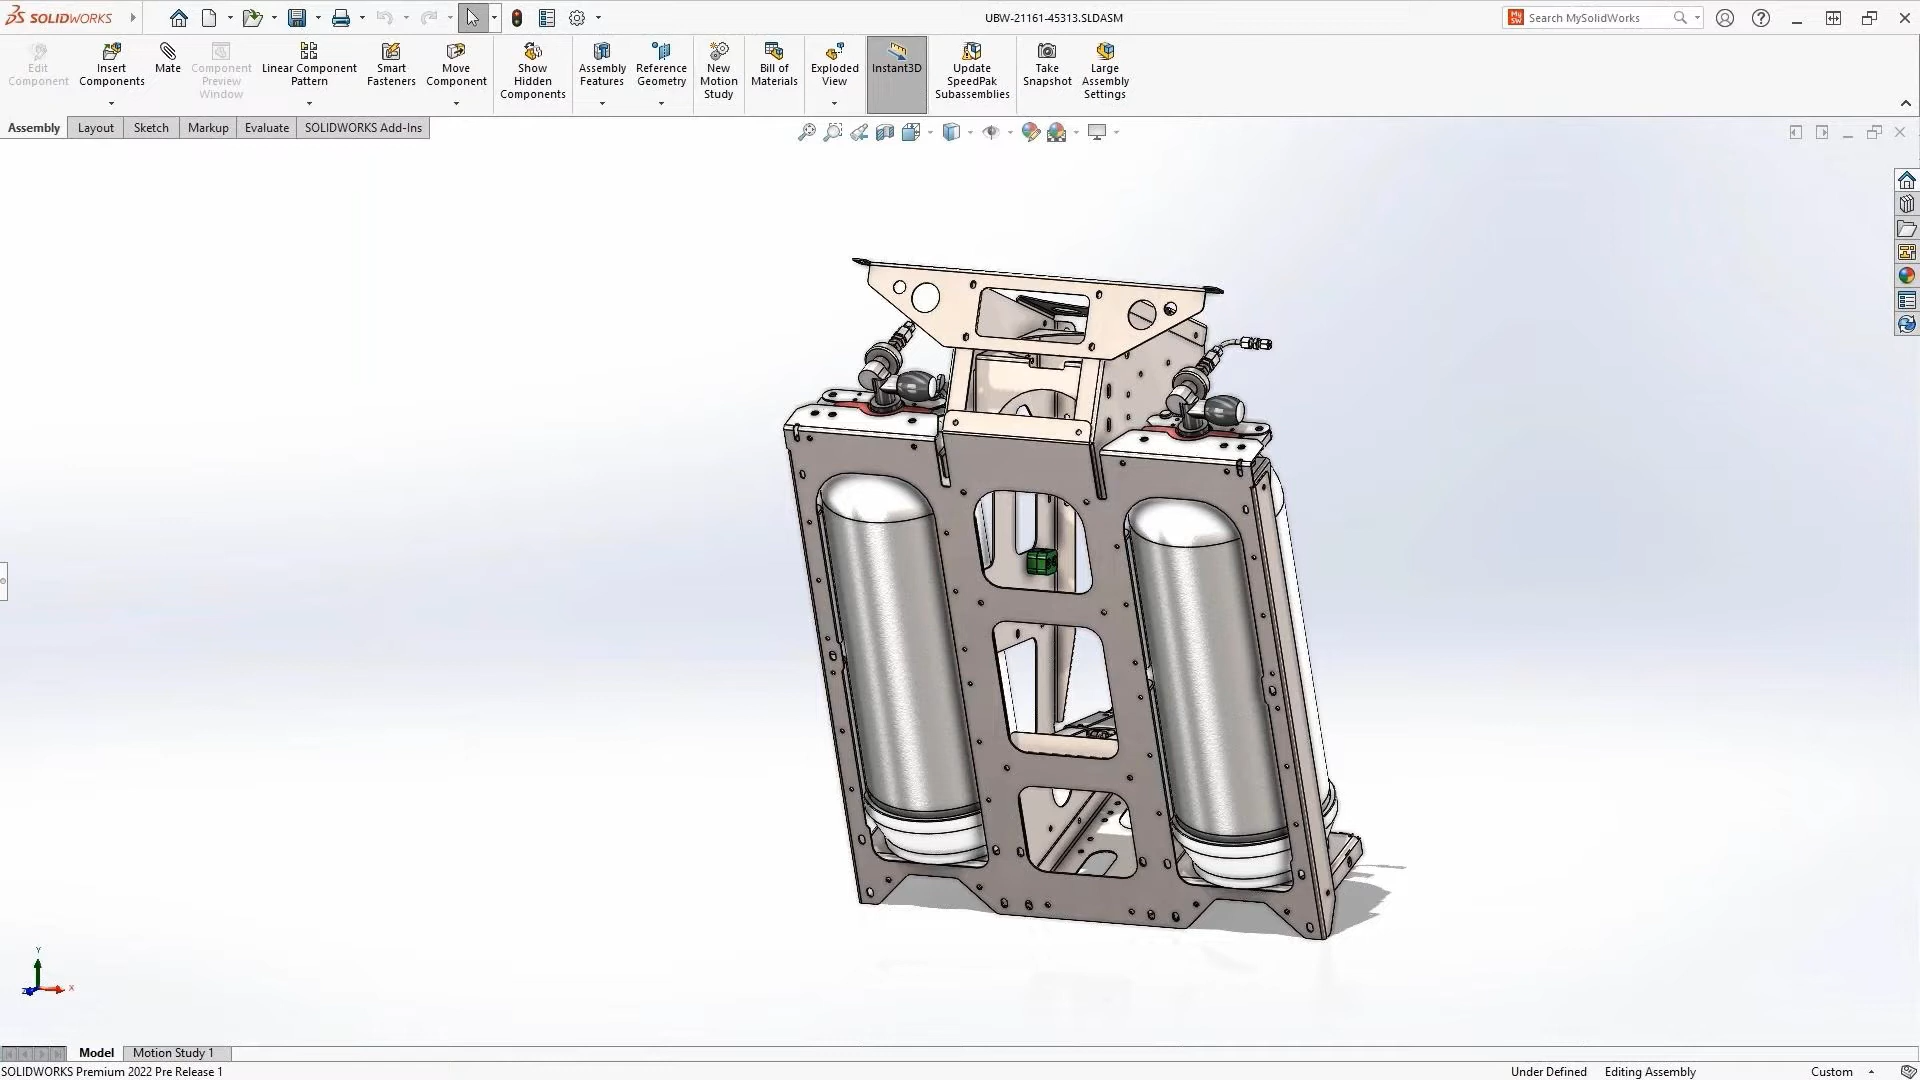 SOLIDWORKS
UBW-21161-45313.SLDASM
Search MySolidWorks
Edit Component
Insert Components
Mate
Component Preview Window
Linear Component Pattern
Smart Fasteners
Move Component
Show Hidden Components
Assembly Features
Reference Geometry
New Motion Study
Bill of Materials
Exploded View
Instant3D
Update SpeedPak Subassemblies
Take Snapshot
Large Assembly Settings
Assembly
Layout
Sketch
Markup
Evaluate
SOLIDWORKS Add-Ins
Y
Z
X
Model
Motion Study 1
SOLIDWORKS Premium 2022 Pre Release 1
Under Defined
Editing Assembly
Custom